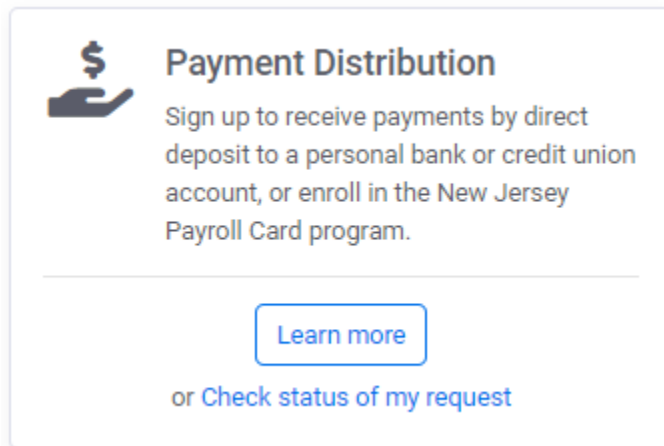 $
Payment Distribution
Sign up to receive payments by direct
deposit to a personal bank or credit union
account, or enroll in the New Jersey
Payroll Card program.
Learn more
or Check status of my request